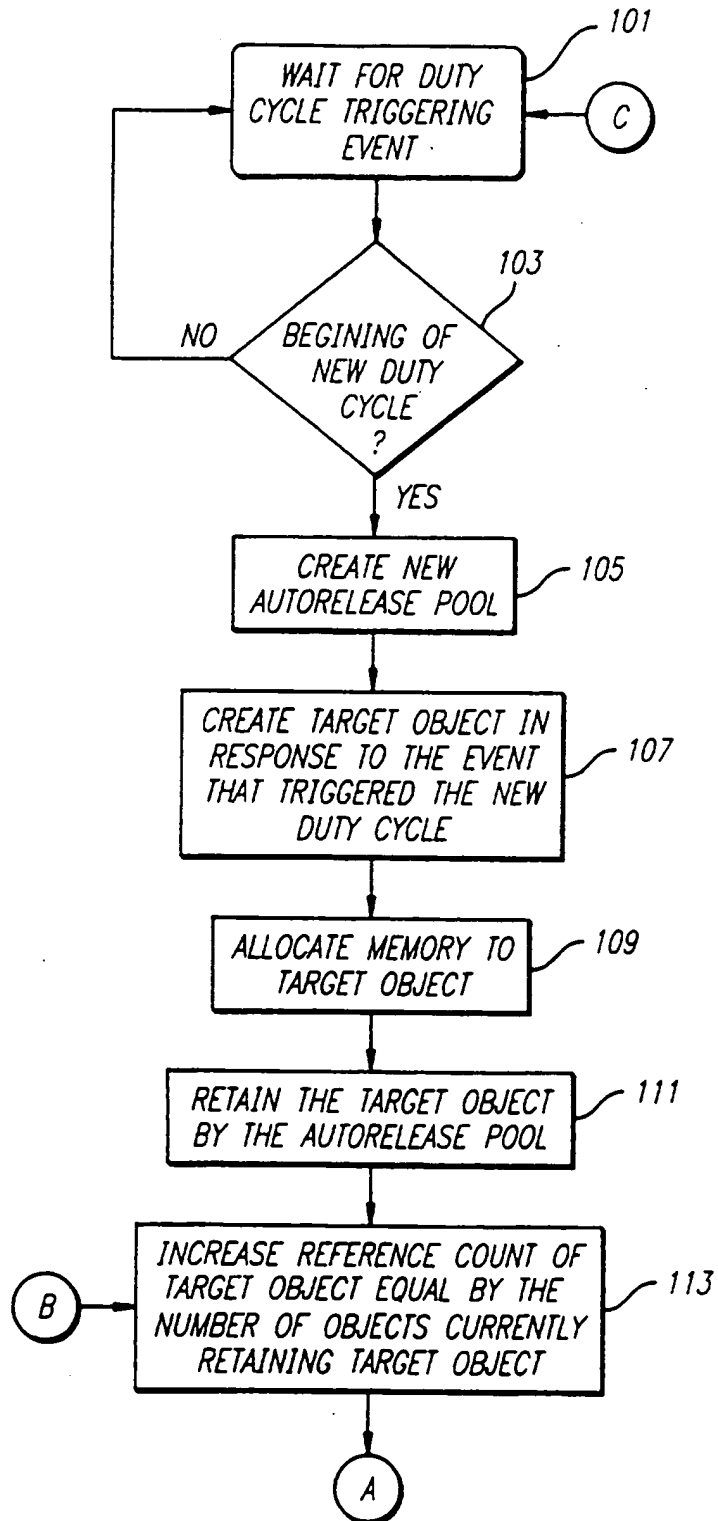 101
WAIT FOR DUTY
CYCLE TRIGGERING
EVENT
C
103
NO
BEGINING OF
NEW DUTY
CYCLE
?
YES
CREATE NEW
AUTORELEASE POOL
105
CREATE TARGET OBJECT IN
RESPONSE TO THE EVENT
THAT TRIGGERED THE NEW
DUTY CYCLE
107
ALLOCATE MEMORY TO
TARGET OBJECT
109
RETAIN THE TARGET OBJECT
BY THE AUTORELEASE POOL
111
INCREASE REFERENCE COUNT OF
TARGET OBJECT EQUAL BY THE
NUMBER OF OBJECTS CURRENTLY
RETAINING TARGET OBJECT
113
B
A